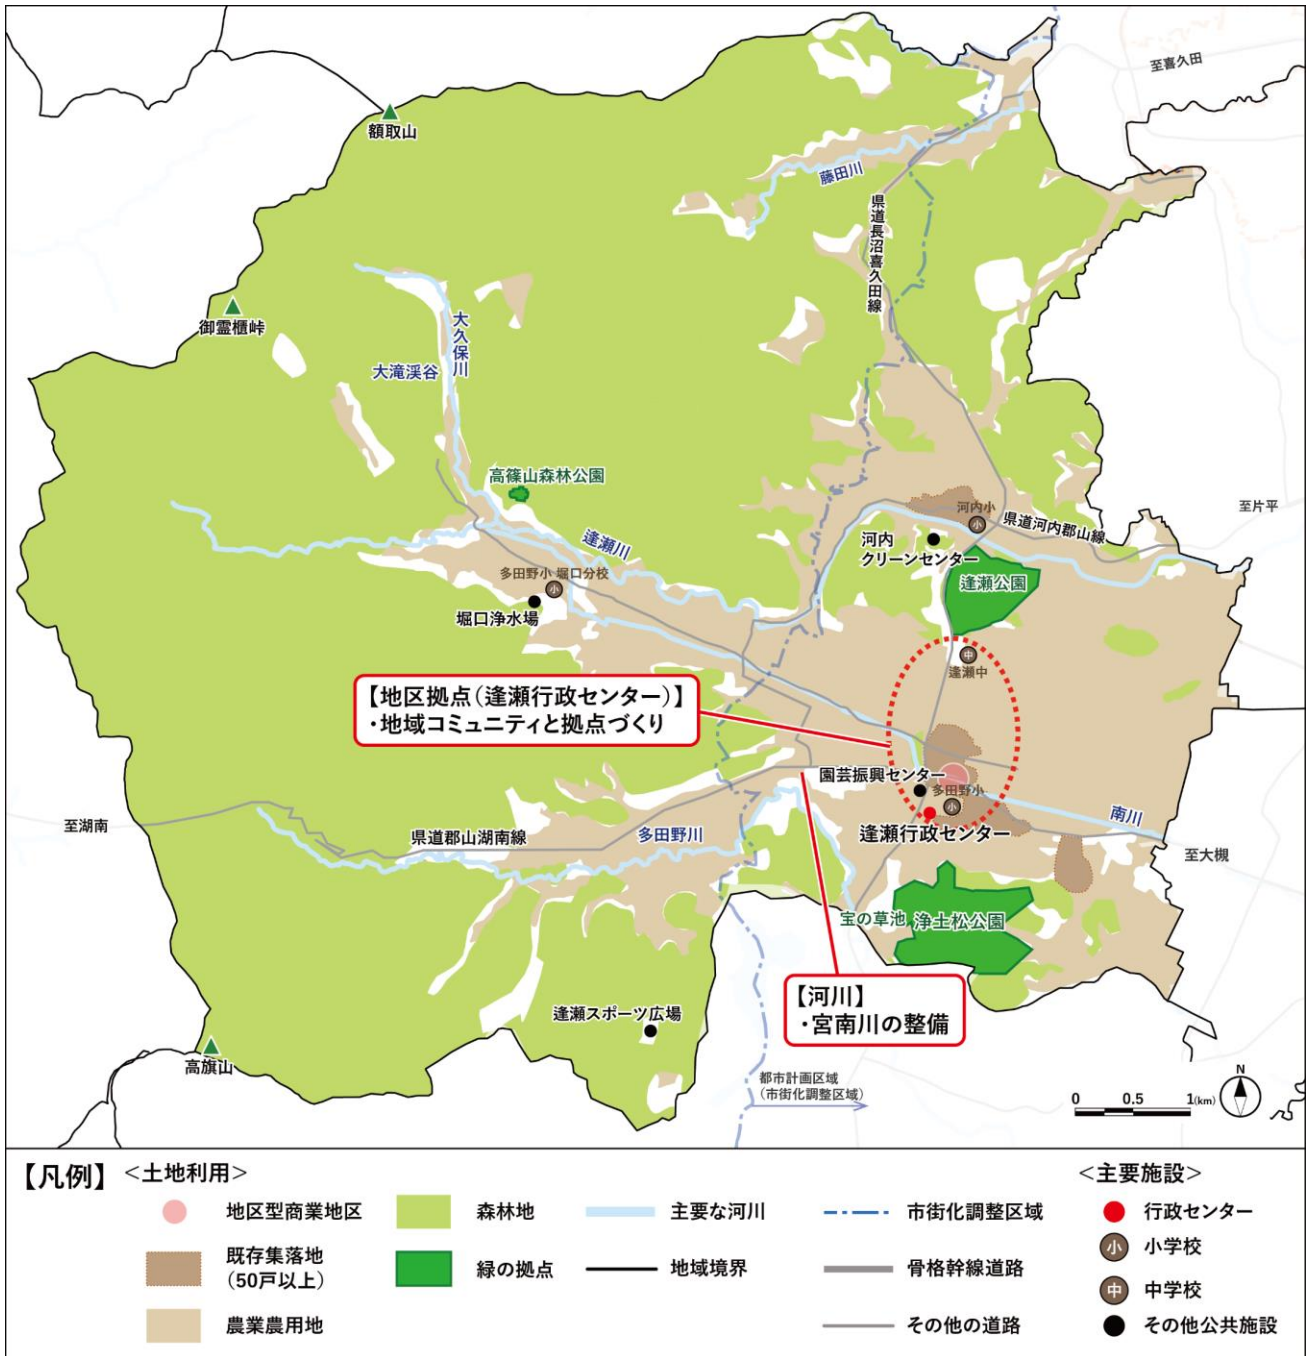 至喜久田
額取山
藤田川
県道長沼喜久田線
御霊櫃峠
大久保川
大滝渓谷
高篠山森林公園
河内小
小
県道河内郡山線
至片平
逢瀬川
河内
クリーンセンター
多田野小 堀口分校
小
逢瀬公園
堀口浄水場
中
逢瀬中
【地区拠点(逢瀬行政センター)】
・地域コミュニティと拠点づくり
園芸振興センター
多田野小
小
南川
至湖南
県道郡山湖南線
多田野川
逢瀬行政センター
至大槻
宝の草池
浄土松公園
【河川】
・宮南川の整備
逢瀬スポーツ広場
高旗山
都市計画区域
(市街化調整区域)
N
0 0.5 1(km)
【凡例】 <土地利用>
<主要施設>
地区型商業地区
森林地
主要な河川
市街化調整区域
行政センター
既存集落地
(50戸以上)
緑の拠点
地域境界
骨格幹線道路
小 小学校
中 中学校
農業農用地
その他の道路
その他公共施設